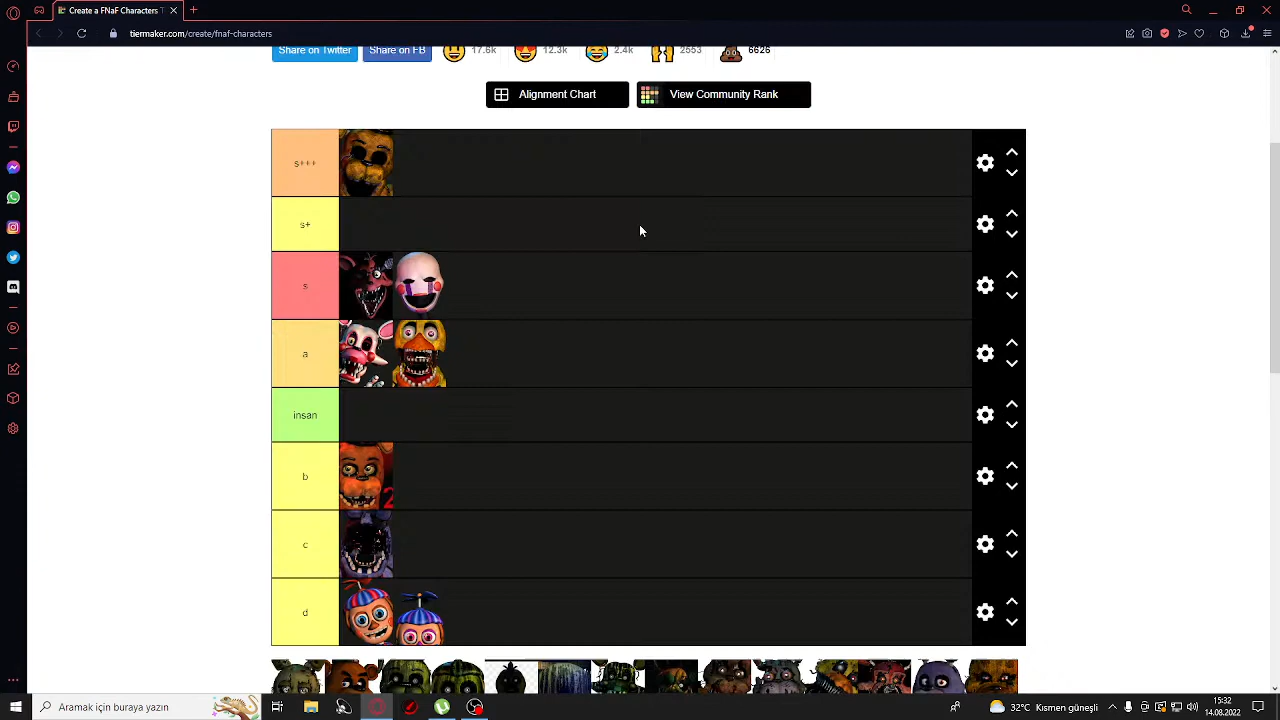 Create a FNaF Characters T
tiermaker.com/create/fnaf-characters
Share on Twitter
Share on FB
17.6k
12.3k
2.4k
2553
6626
Alignment Chart
View Community Rank
s+++
s+
s
a
insan
b
2
c
d
Aramak için buraya yazın
32°C Kısmen güneşli
15:32
14.08.2022